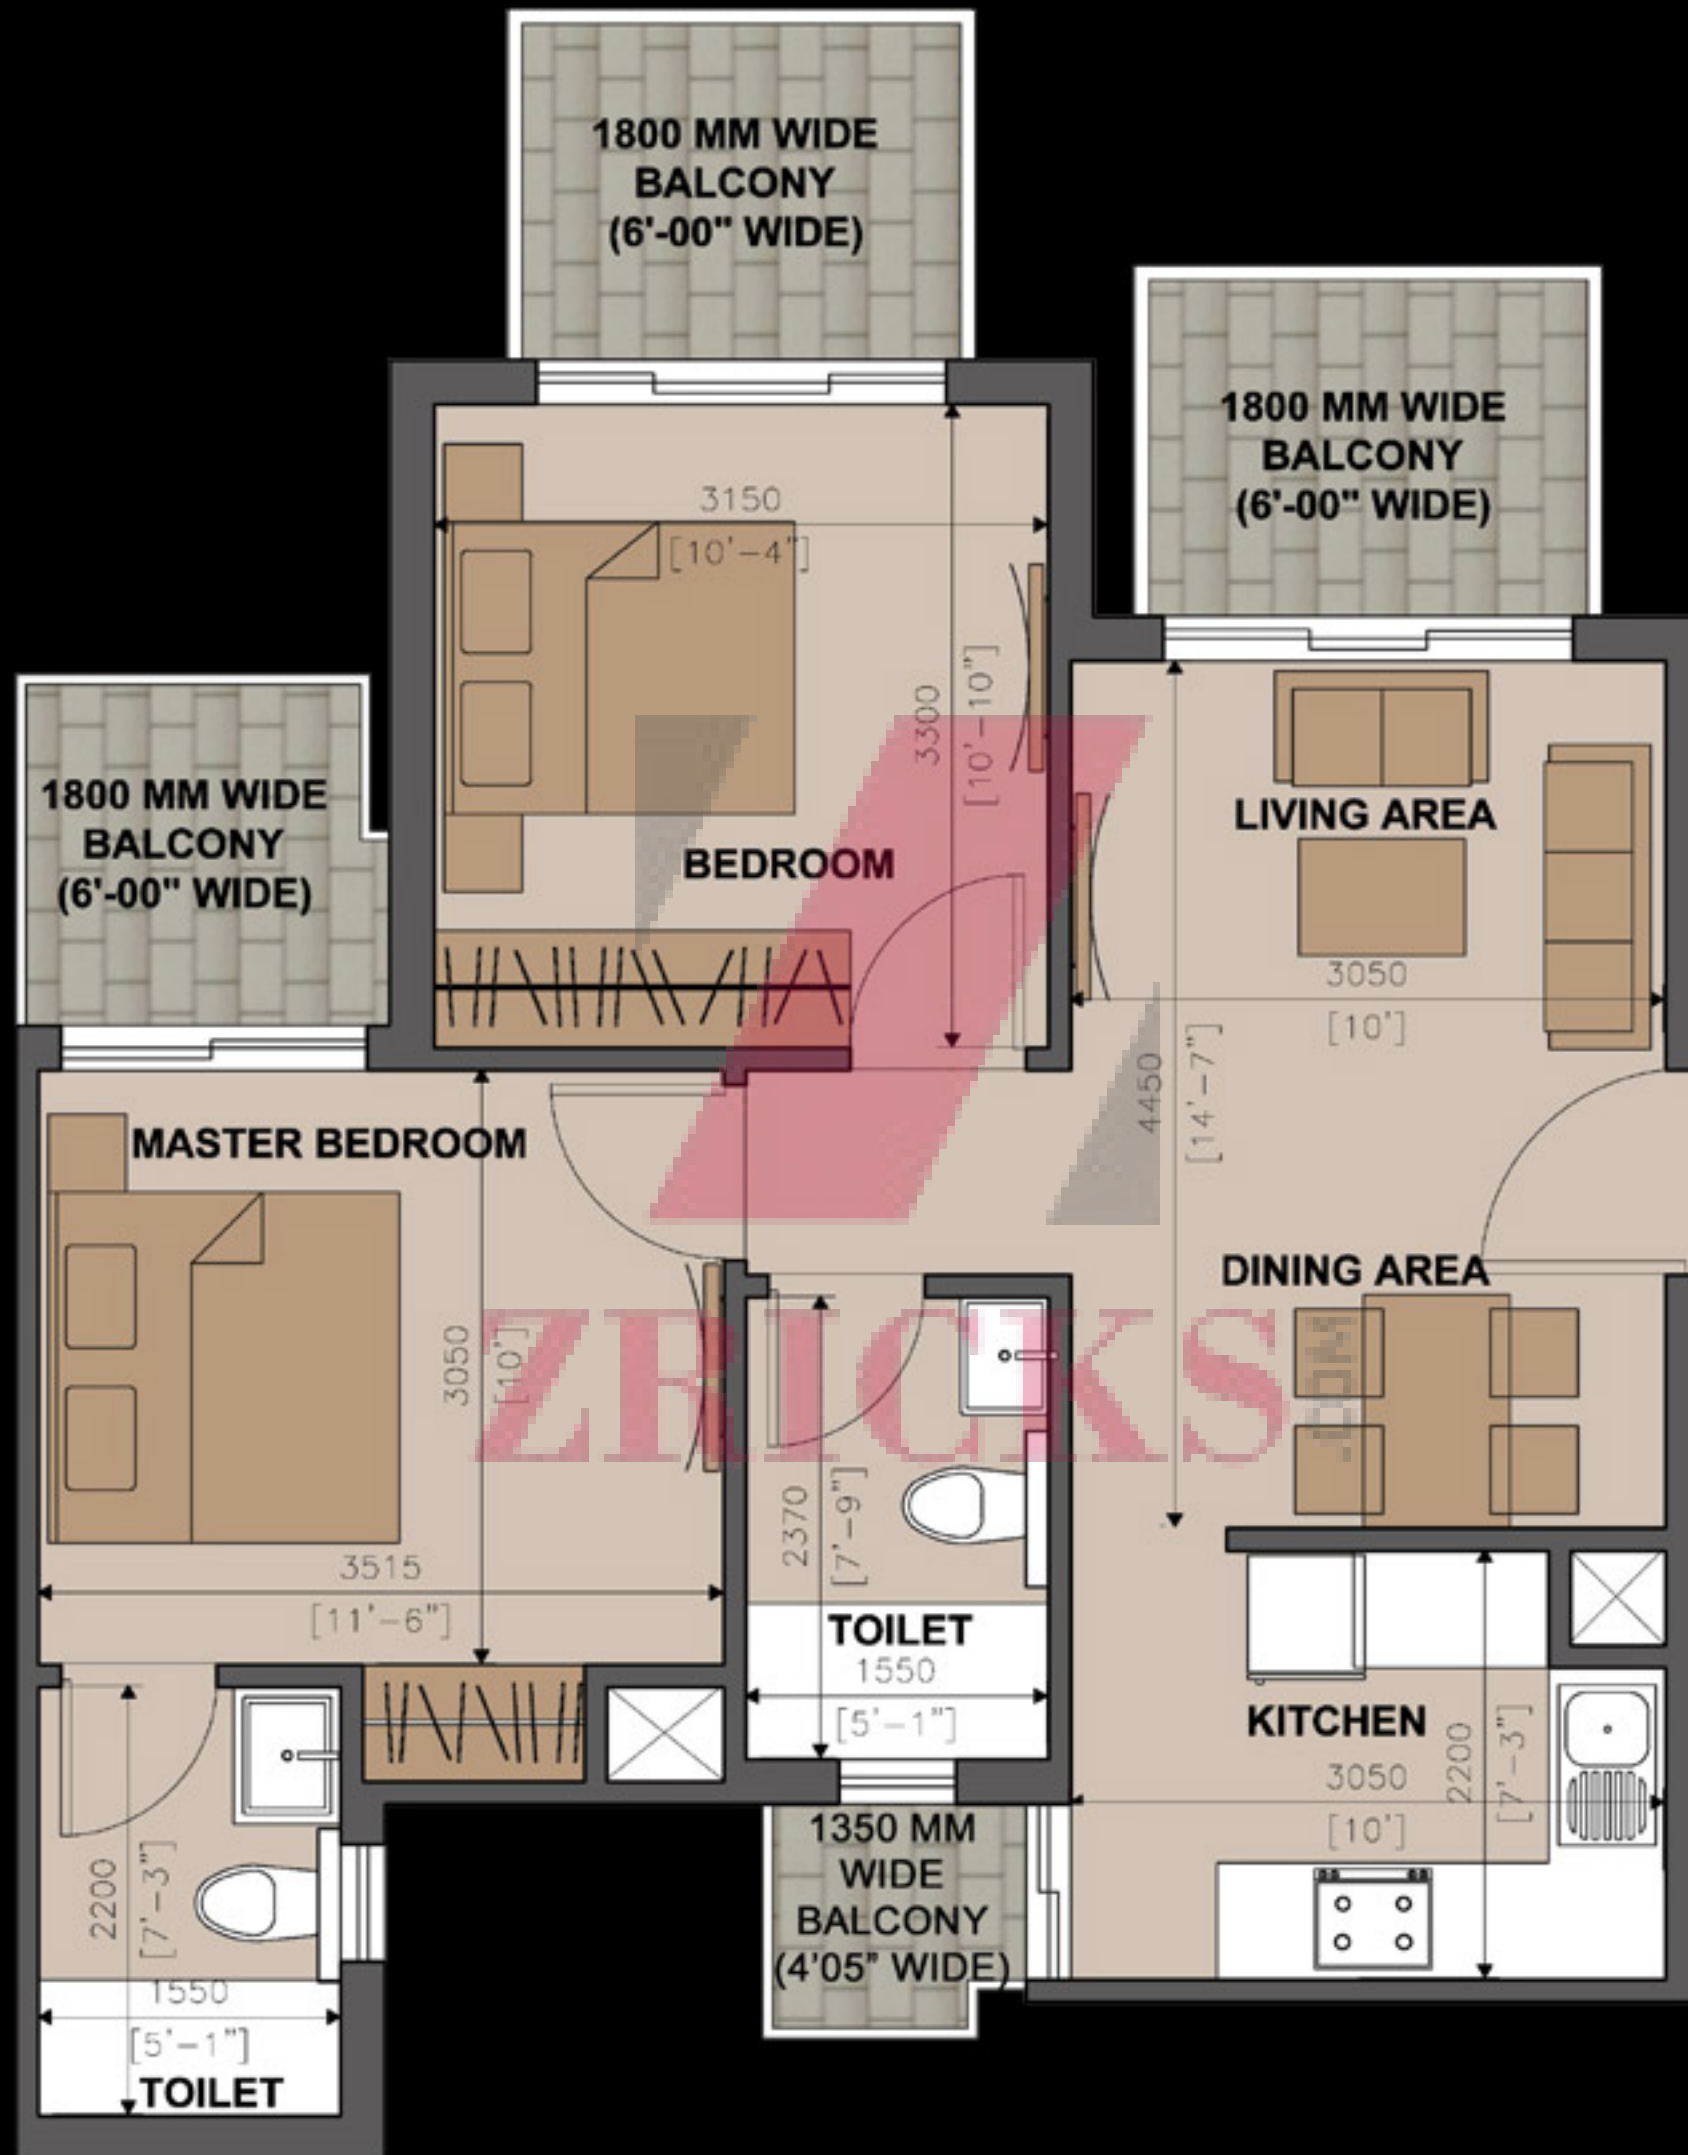 1800 MM WIDE
BALCONY
(6'-00" WIDE)
1800 MM WIDE
BALCONY
(6'-00" WIDE)
3150
[10'-4"]
3300
[10'-10"]
BEDROOM
1800 MM WIDE
BALCONY
(6'-00" WIDE)
LIVING AREA
3050
[10']
4450
[14'-7"]
MASTER BEDROOM
DINING AREA
3050
[10']
ZRICKS
.COM
3515
[11'-6"]
2370
[7'-9"]
TOILET
1550
[5'-1"]
KITCHEN
2200
[7'-3"]
3050
[10']
1350 MM
WIDE
BALCONY
(4'05” WIDE)
2200
[7'-3"]
1550
[5'-1"]
TOILET